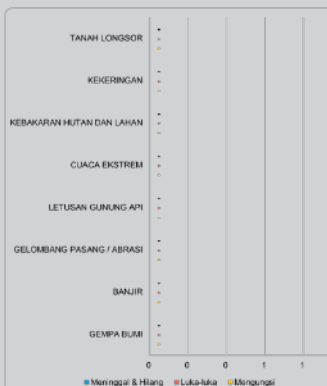 TANAH LONGSOR
-
-
-
KEKERINGAN
-
-
-
KEBAKARAN HUTAN DAN LAHAN
-
-
-
CUACA EKSTREM
-
-
-
LETUSAN GUNUNG API
-
-
-
GELOMBANG PASANG / ABRASI
-
-
-
BANJIR
-
-
-
GEMPA BUMI
-
-
-
0 0 0 1 1
Meninggal & Hilang Luka-luka Mengungsi